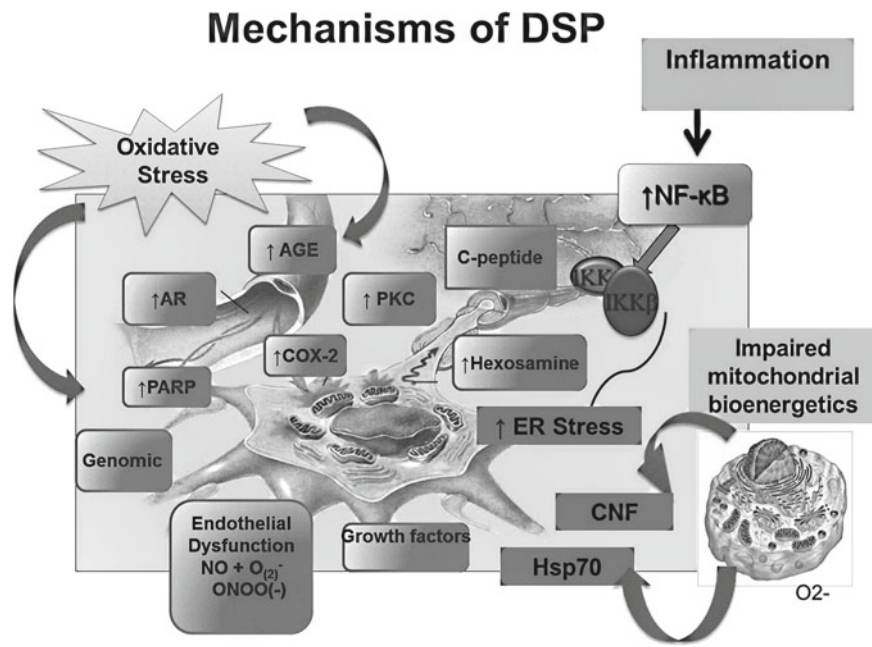 Mechanisms of DSP
Inflammation
Oxidative
Stress
↑NF-κB
↑ AGE
C-peptide
IKK
IKKβ
↑AR
↑ PKC
↑COX-2
↑Hexosamine
Impaired
mitochondrial
bioenergetics
↑PARP
↑ ER Stress
Genomic
CNF
Endothelial
Dysfunction
NO + O(2)-
ONOO(-)
Growth factors
Hsp70
O2-